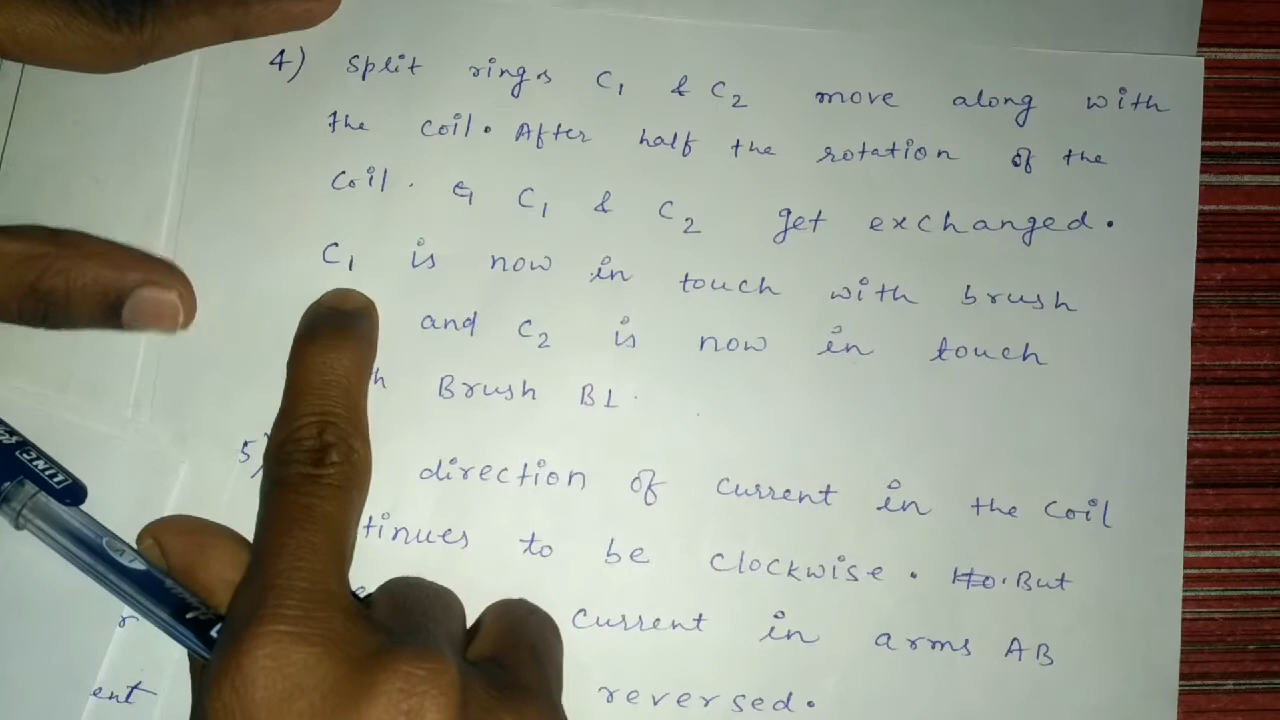 4) Split rings C1 & C2 move along with
the coil. After half the rotation of the
coil. C1 & C2 get exchanged.
C1 is now in touch with brush
and C2 is now in touch
h Brush B1.
5) direction of current in the coil
tinues to be clockwise. But
current in arms AB
reversed.
r
ent
LINC